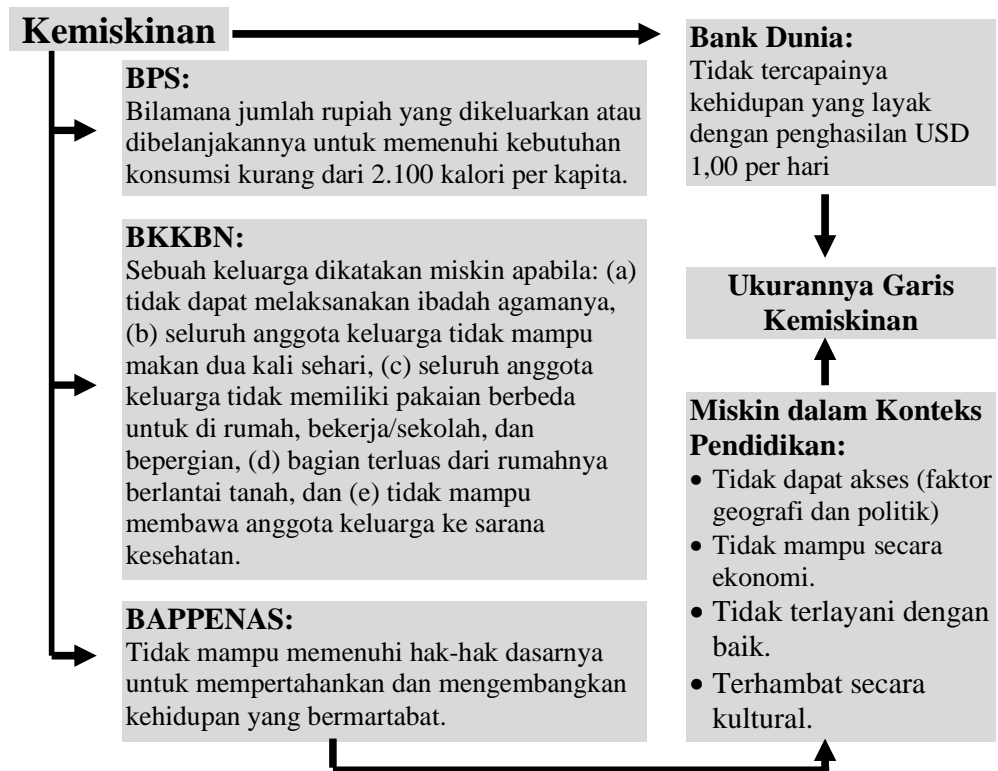 Kemiskinan
BPS:
Bilamana jumlah rupiah yang dikeluarkan atau
dibelanjakannya untuk memenuhi kebutuhan
konsumsi kurang dari 2.100 kalori per kapita.
BKKBN:
Sebuah keluarga dikatakan miskin apabila: (a)
tidak dapat melaksanakan ibadah agamanya,
(b) seluruh anggota keluarga tidak mampu
makan dua kali sehari, (c) seluruh anggota
keluarga tidak memiliki pakaian berbeda
untuk di rumah, bekerja/sekolah, dan
bepergian, (d) bagian terluas dari rumahnya
berlantai tanah, dan (e) tidak mampu
membawa anggota keluarga ke sarana
kesehatan.
BAPPENAS:
Tidak mampu memenuhi hak-hak dasarnya
untuk mempertahankan dan mengembangkan
kehidupan yang bermartabat.
Bank Dunia:
Tidak tercapainya
kehidupan yang layak
dengan penghasilan USD
1,00 per hari
Ukurannya Garis
Kemiskinan
Miskin dalam Konteks
Pendidikan:
• Tidak dapat akses (faktor
geografi dan politik)
• Tidak mampu secara
ekonomi.
• Tidak terlayani dengan
baik.
• Terhambat secara
kultural.